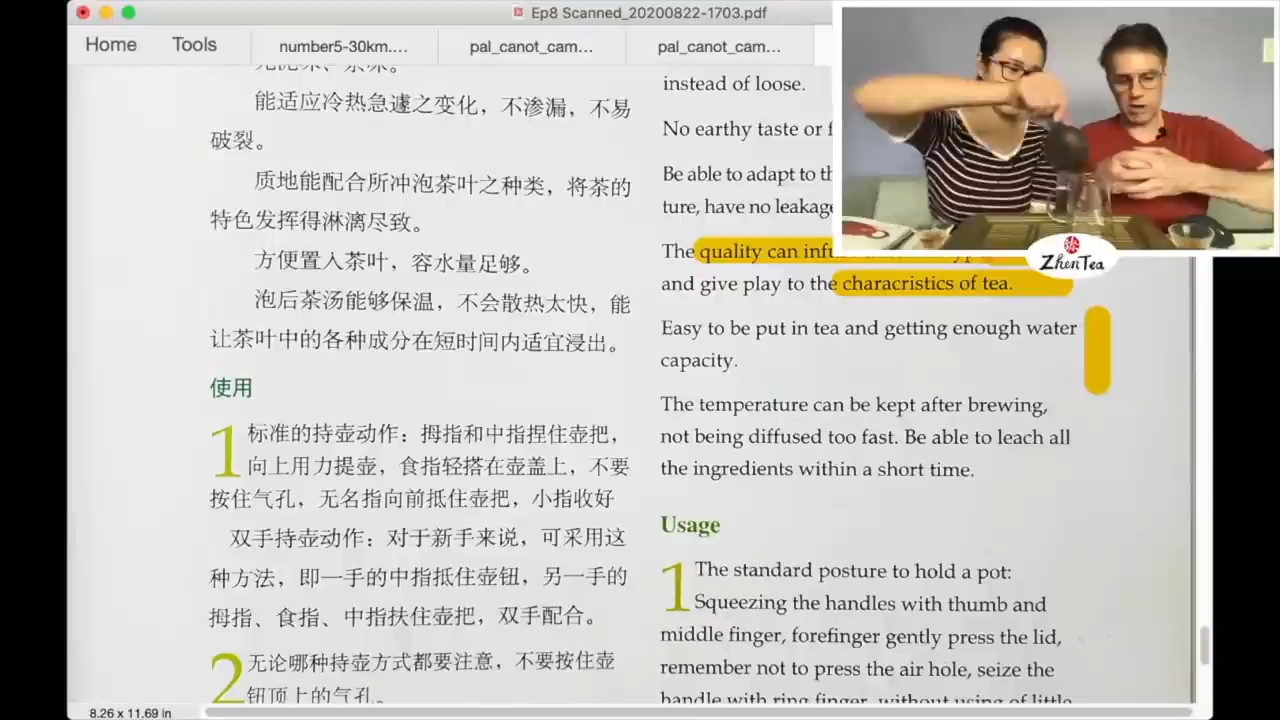 Ep8 Scanned_20200822-1703.pdf
Home
Tools
number5-30km....
pal_canot_cam...
pal_canot_cam...
能适应冷热急遽之变化，不渗漏，不易
破裂。
质地能配合所冲泡茶叶之种类，将茶的
特色发挥得淋漓尽致。
方便置入茶叶，容水量足够。
泡后茶汤能够保温，不会散热太快，能
让茶叶中的各种成分在短时间内适宜浸出。
使用
1 标准的持壶动作：拇指和中指捏住壶把，
向上用力提壶，食指轻搭在壶盖上，不要
按住气孔，无名指向前抵住壶把，小指收好
双手持壶动作：对于新手来说，可采用这
种方法，即一手的中指抵住壶钮，另一手的
拇指、食指、中指扶住壶把，双手配合。
2 无论哪种持壶方式都要注意，不要按住壶
钮顶上的气孔。
instead of loose.
No earthy taste or
Be able to adapt to
ture, have no leakage
The quality can
and give play to the characristics of tea.
Easy to be put in tea and getting enough water
capacity.
The temperature can be kept after brewing,
not being diffused too fast. Be able to leach all
the ingredients within a short time.
Usage
1 The standard posture to hold a pot:
Squeezing the handles with thumb and
middle finger, forefinger gently press the lid,
remember not to press the air hole, seize the
handle with ring finger, without using of little
ZhenTea
8.26 x 11.69 in